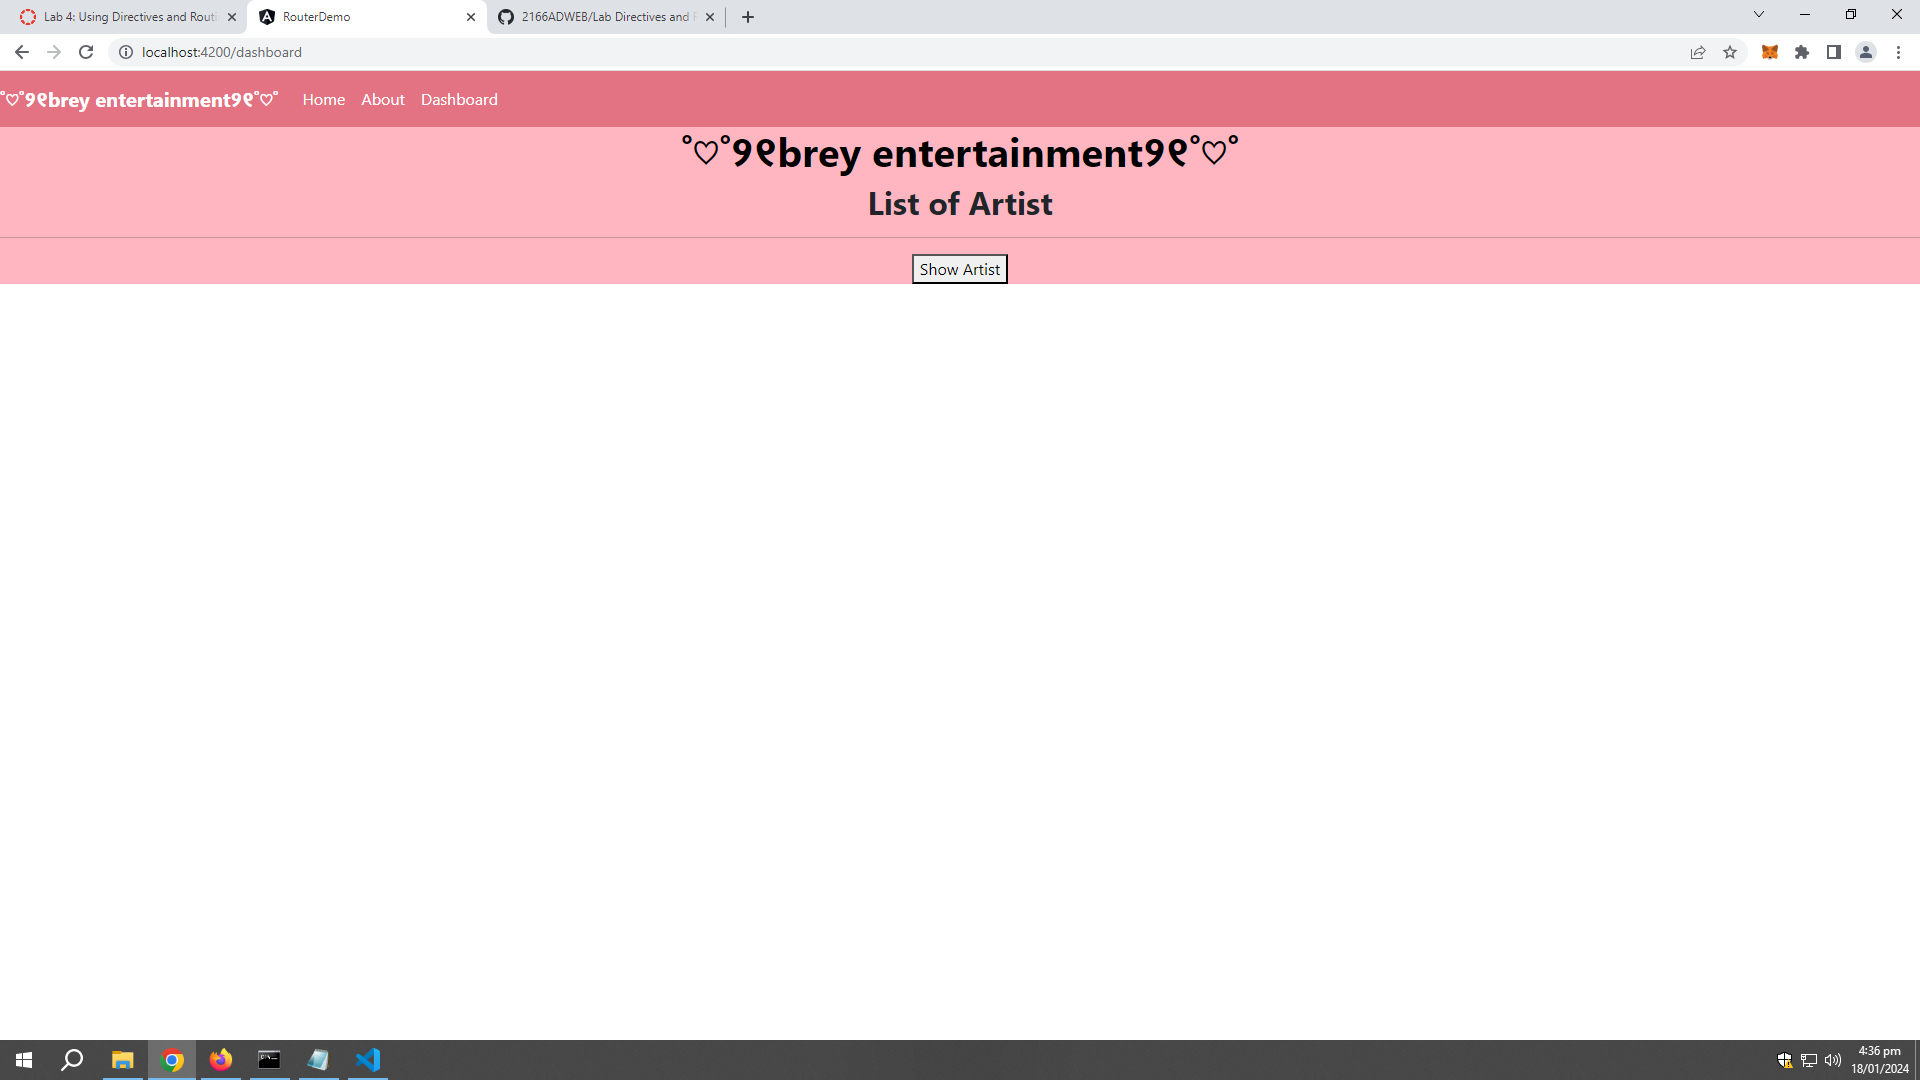 Lab 4: Using Directives and Routi
RouterDemo
2166ADWEB/Lab Directives and R
localhost:4200/dashboard
˚♡˚୨୧brey entertainment୨୧˚♡˚
Home
About
Dashboard
˚♡˚୨୧brey entertainment୨୧˚♡˚
List of Artist
Show Artist
4:36 pm
18/01/2024